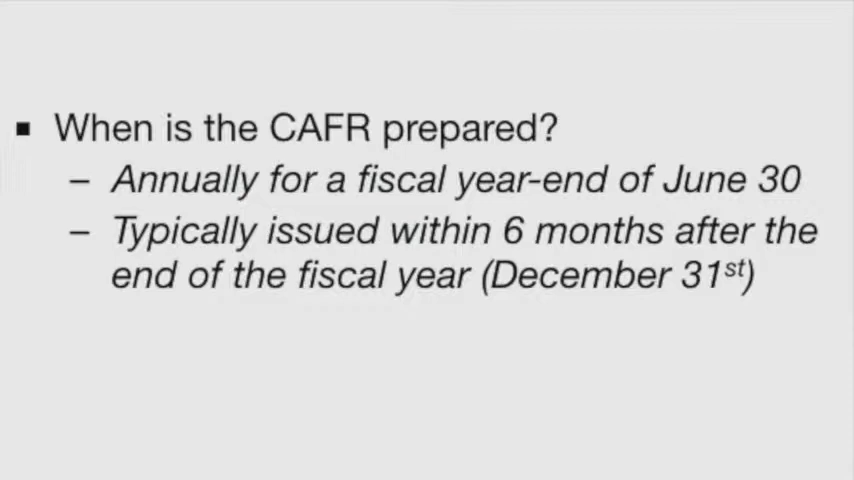 ▪ When is the CAFR prepared?
– Annually for a fiscal year-end of June 30
– Typically issued within 6 months after the
end of the fiscal year (December 31st)